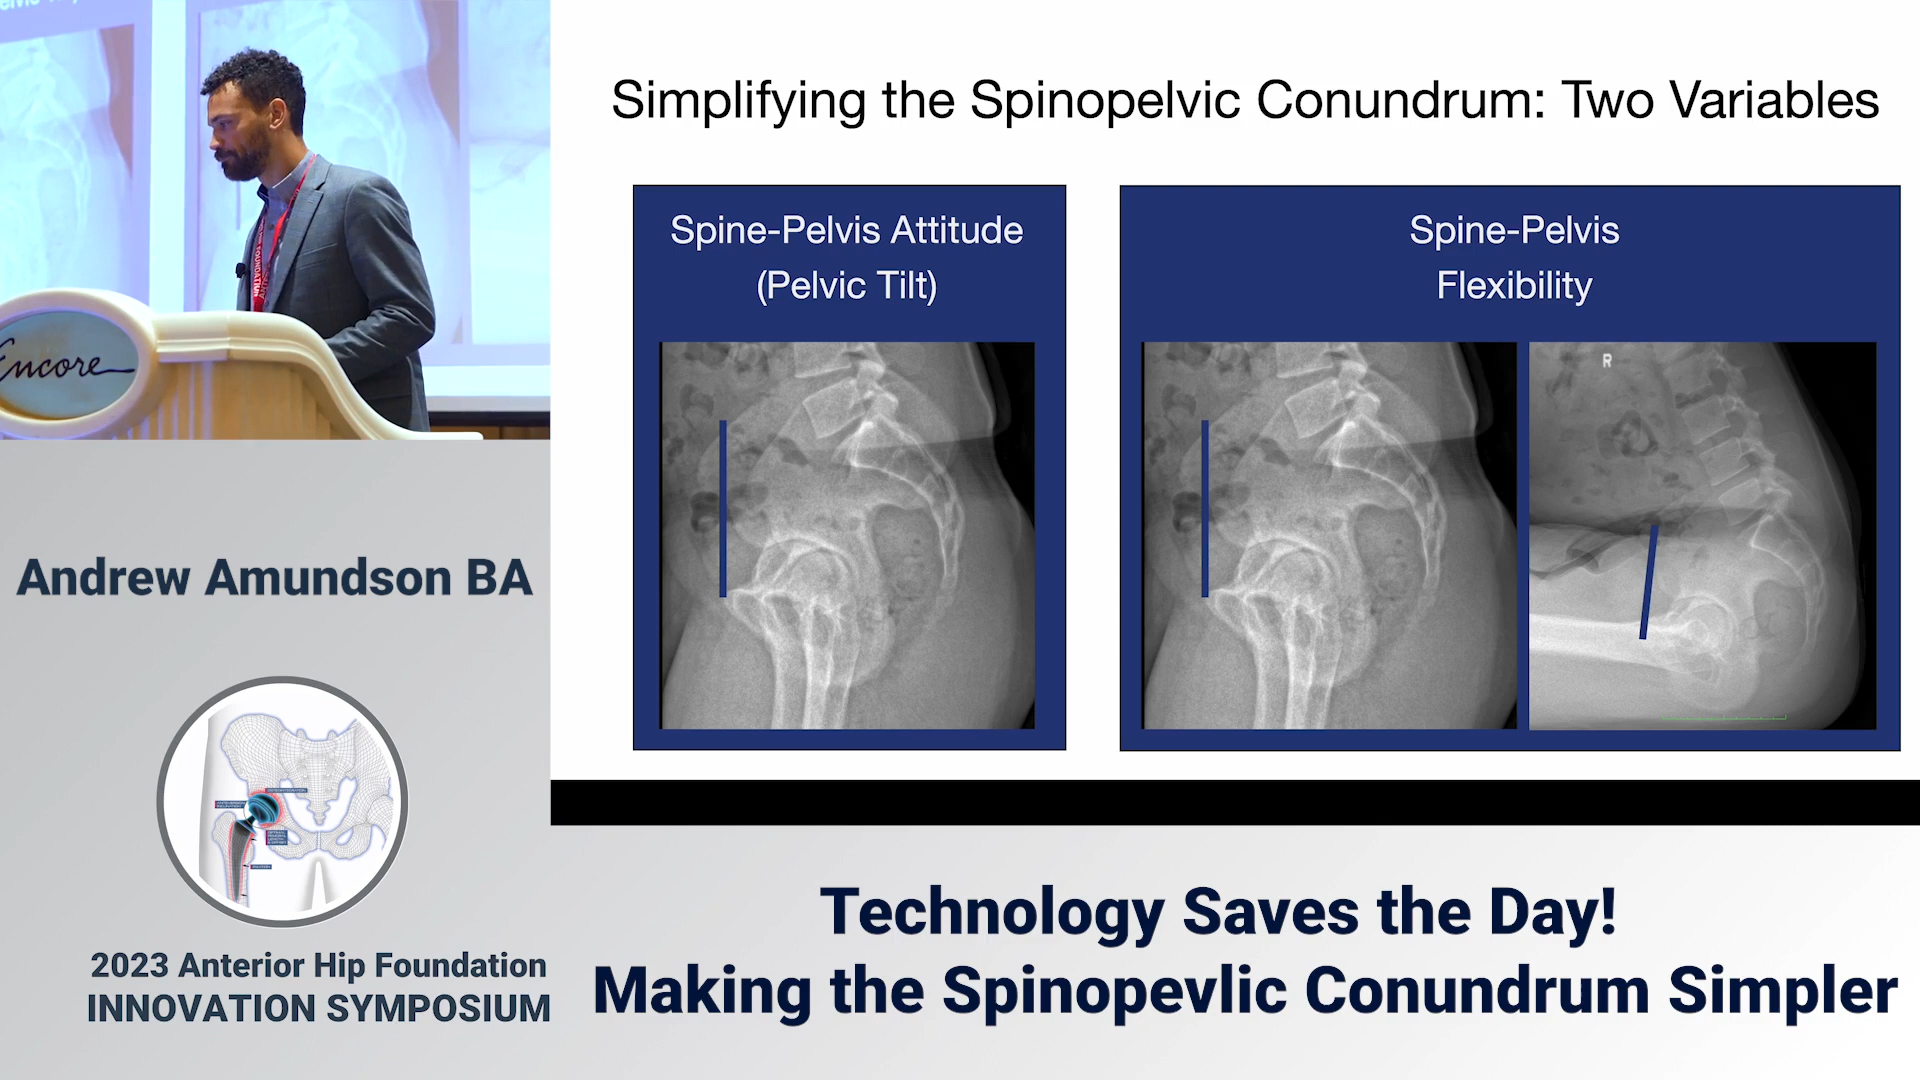 Simplifying the Spinopelvic Conundrum: Two Variables
Spine-Pelvis Attitude
(Pelvic Tilt)
Spine-Pelvis
Flexibility
R
Encore
Andrew Amundson BA
2023 Anterior Hip Foundation
INNOVATION SYMPOSIUM
Technology Saves the Day!
Making the Spinopevlic Conundrum Simpler